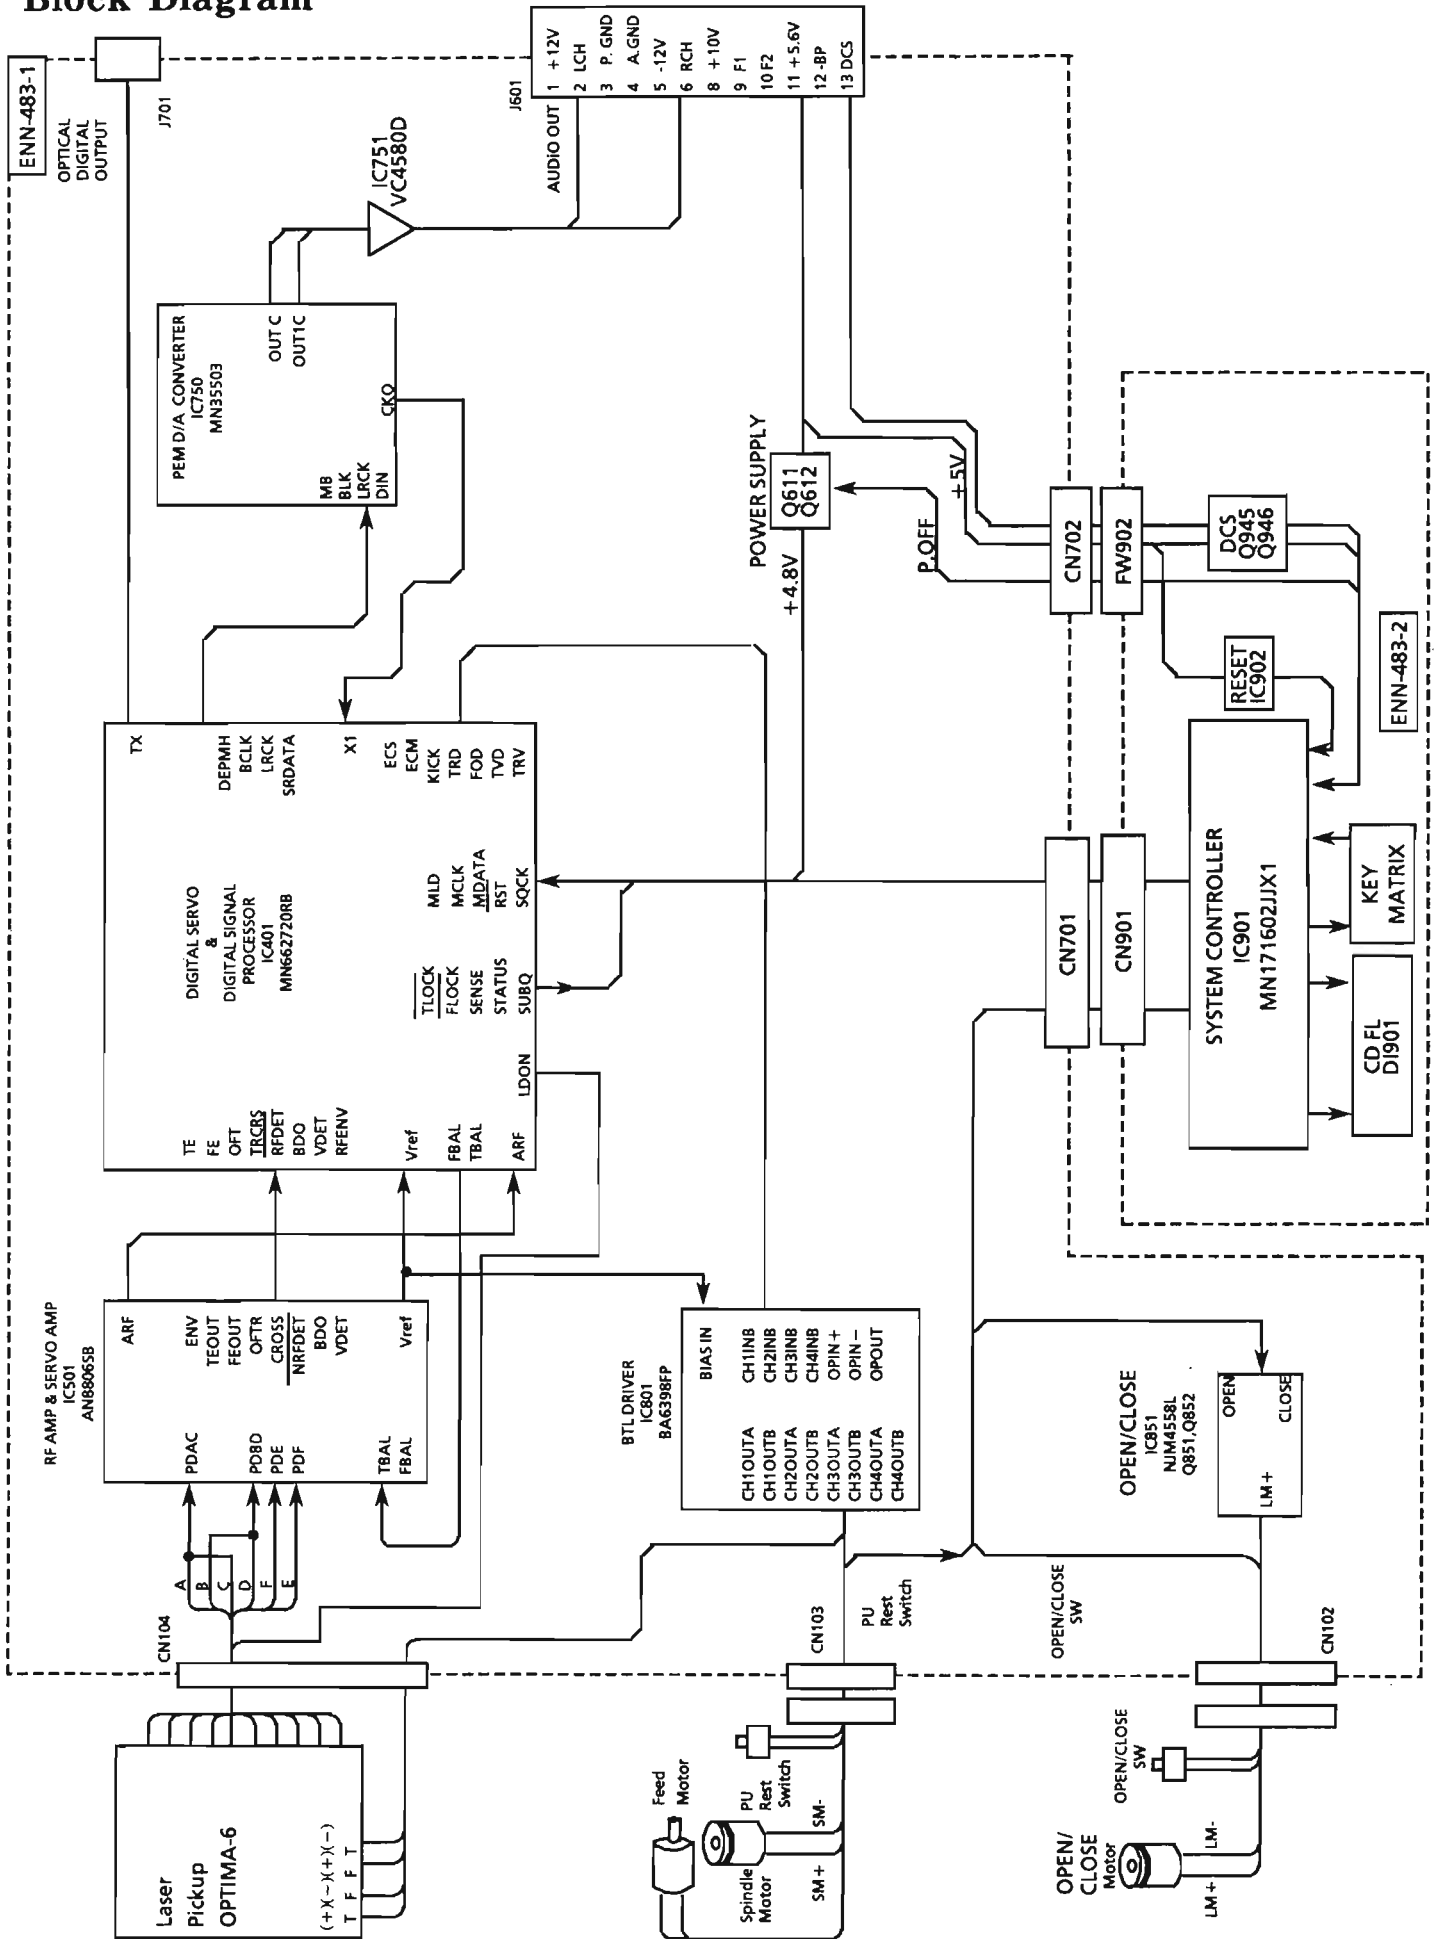 Block Diagram
ENN-483-1
OPTICAL
DIGITAL
OUTPUT
J701
J601
1 +12V
2 LCH
3 P. GND
4 A.GND
5 -12V
6 RCH
8 +10V
9 F1
10 F2
11 +5.6V
12 -BP
13 DCS
AUDiO OUT
IC751
VC4580D
PEM D/A CONVERTER
IC750
MN35503
OUT C
OUT1C
MB
BLK
LRCK
DIN
CKO
POWER SUPPLY
Q611
Q612
+4.8V
P.OFF
+5V
CN702
FW902
DCS
Q945
Q946
RESET
IC902
ENN-483-2
TX
DEPMH
BCLK
LRCK
SRDATA
X1
ECS
ECM
KICK
TRD
FOD
TVD
TRV
DIGITAL SERVO
&
DIGITAL SIGNAL
PROCESSOR
IC401
MN662720RB
MLD
MCLK
MDATA
RST
SQCK
TLOCK
FLOCK
SENSE
STATUS
SUBQ
LDON
TE
FE
OFT
TRCRS
RFDET
BDO
VDET
RFENV
Vref
FBAL
TBAL
ARF
CN701
CN901
SYSTEM CONTROLLER
IC901
MN171602JJX1
KEY
MATRIX
CD FL
DI901
RF AMP & SERVO AMP
IC501
AN8806SB
ARF
ENV
TEOUT
FEOUT
OFTR
CROSS
NRFDET
BDO
VDET
Vref
PDAC
PDBD
PDE
PDF
TBAL
FBAL
A
B
C
D
F
E
CN104
BTL DRIVER
IC801
BA6398FP
BIAS IN
CH1INB
CH2INB
CH3INB
CH4INB
OPIN+
OPIN−
OPOUT
CH1OUTA
CH1OUTB
CH2OUTA
CH2OUTB
CH3OUTA
CH3OUTB
CH4OUTA
CH4OUTB
OPEN/CLOSE
IC851
NJM4558L
Q851,Q852
OPEN
CLOSE
LM+
CN103
PU
Rest
Switch
OPEN/CLOSE
SW
CN102
Laser
Pickup
OPTIMA-6
(+)(−)(+)(−)
T F F T
Feed
Motor
PU
Rest
Switch
Spindle
Motor
SM+
SM-
OPEN/CLOSE
SW
OPEN/
CLOSE
Motor
LM+
LM-